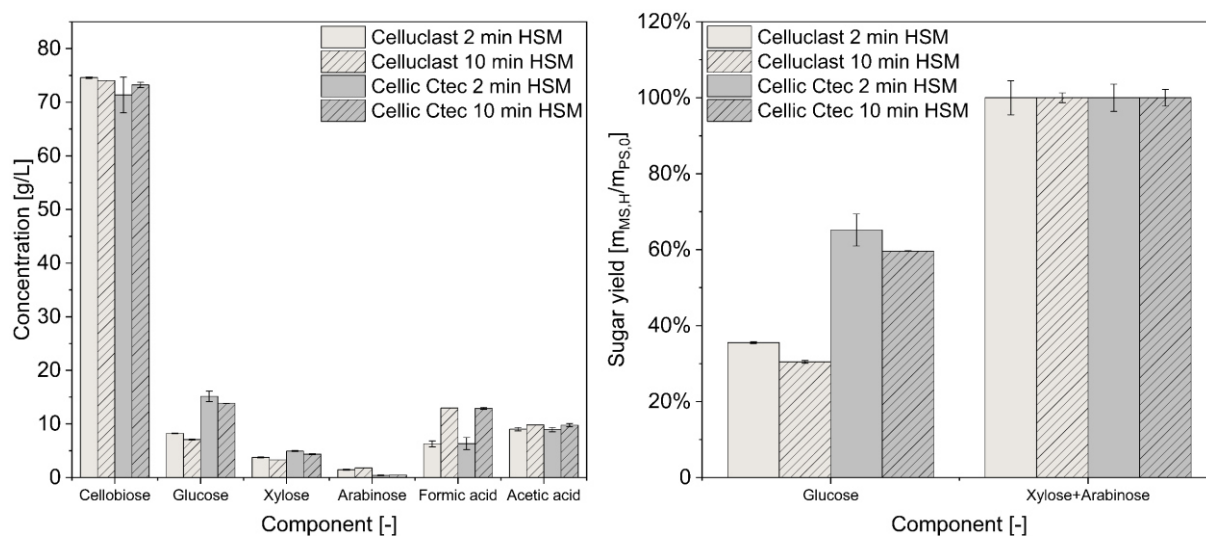 Concentration [g/L]
80
70
60
50
40
30
20
10
0
Celluclast 2 min HSM
Celluclast 10 min HSM
Cellic Ctec 2 min HSM
Cellic Ctec 10 min HSM
Cellobiose Glucose Xylose Arabinose Formic acid Acetic acid
Component [-]
Sugar yield [m_MS,H/m_PS,0]
120%
100%
80%
60%
40%
20%
0
Celluclast 2 min HSM
Celluclast 10 min HSM
Cellic Ctec 2 min HSM
Cellic Ctec 10 min HSM
Glucose Xylose+Arabinose
Component [-]